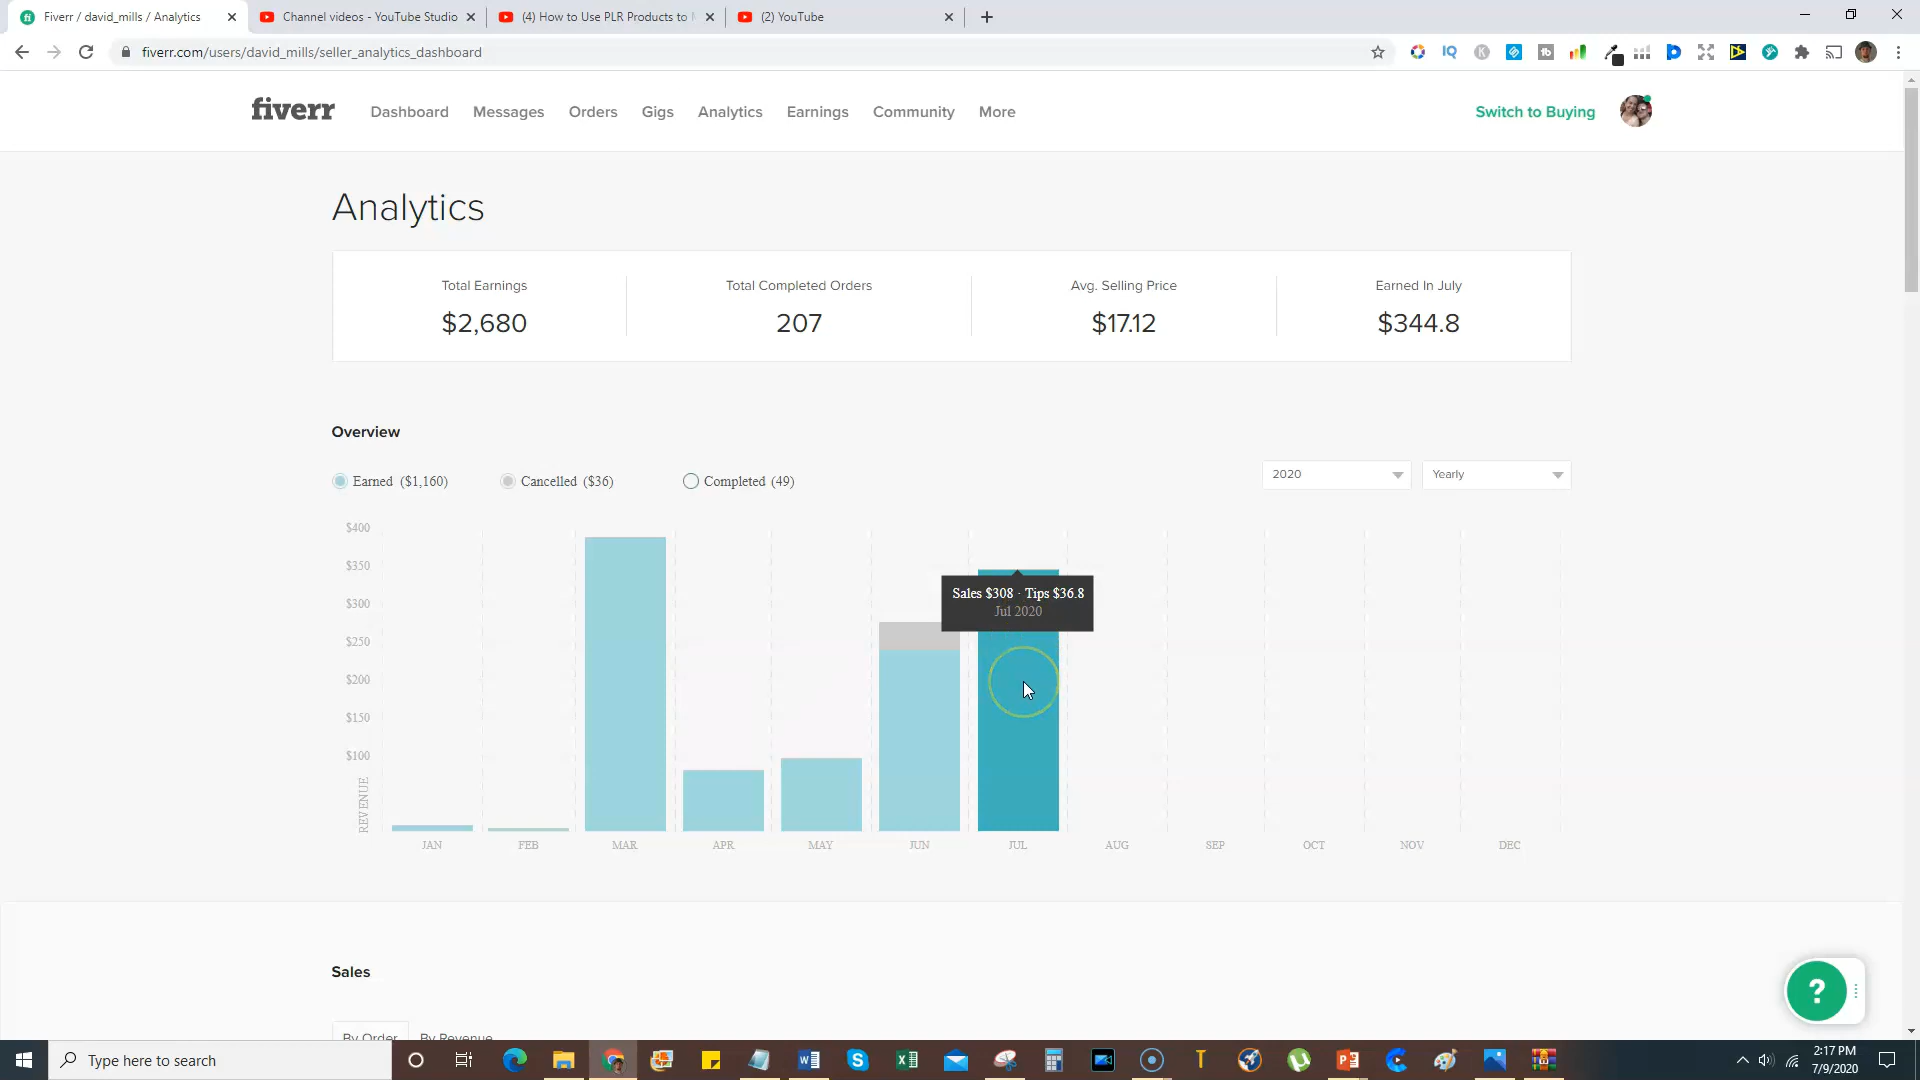 Fiverr / david_mills / Analytics
Channel videos - YouTube Studio
(4) How to Use PLR Products to
(2) YouTube
fiverr.com/users/david_mills/seller_analytics_dashboard
fiverr
Dashboard
Messages
Orders
Gigs
Analytics
Earnings
Community
More
Switch to Buying
Analytics
Total Earnings
$2,680
Total Completed Orders
207
Avg. Selling Price
$17.12
Earned In July
$344.8
Overview
Earned ($1,160)
Cancelled ($36)
Completed (49)
2020
Yearly
$400
$350
$300
$250
$200
$150
$100
REVENUE
Sales $308 · Tips $36.8
Jul 2020
JAN
FEB
MAR
APR
MAY
JUN
JUL
AUG
SEP
OCT
NOV
DEC
Sales
By Order
By Revenue
?
Type here to search
2:17 PM
7/9/2020